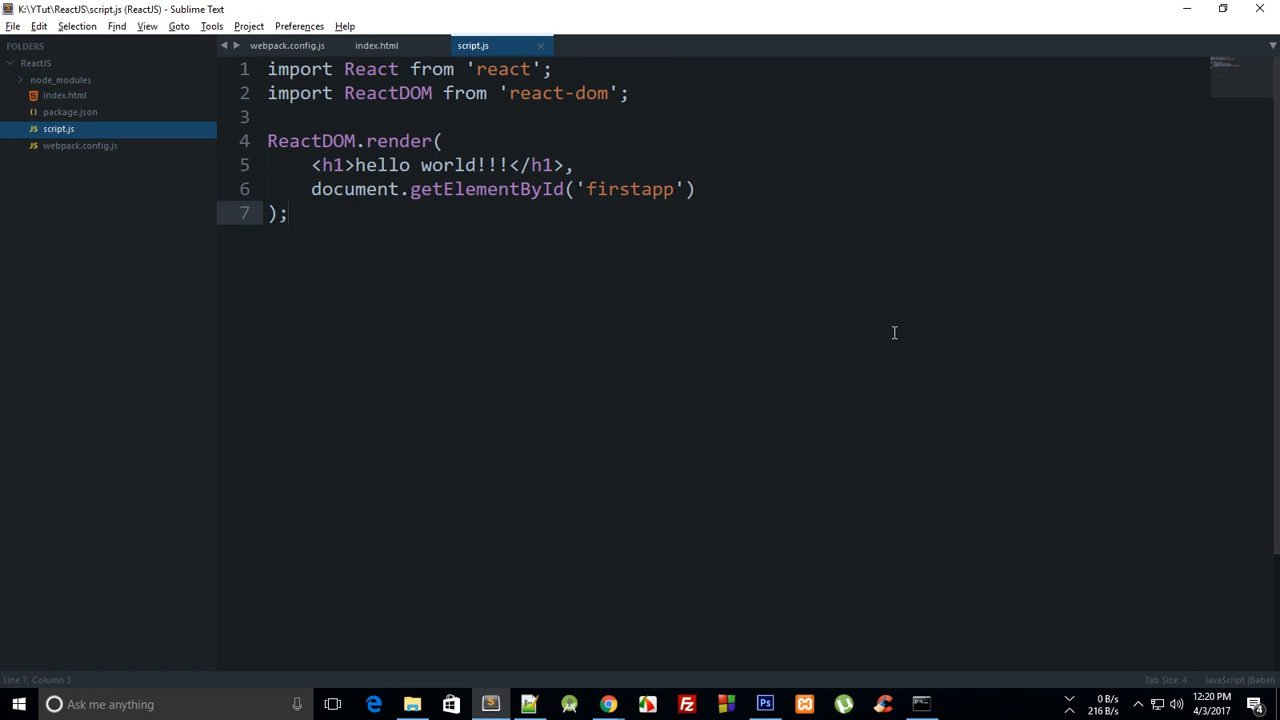 K:\YTut\ReactJS\script.js (ReactJS) - Sublime Text
File Edit Selection Find View Goto Tools Project Preferences Help
FOLDERS
ReactJS
node_modules
index.html
package.json
script.js
webpack.config.js
webpack.config.js index.html script.js
1 import React from 'react';
2 import ReactDOM from 'react-dom';
3
4 ReactDOM.render(
5 <h1>hello world!!!</h1>,
6 document.getElementById('firstapp')
7 );
Line 7, Column 3
Tab Size: 4 JavaScript (Babel)
Ask me anything
0 B/s
216 B/s
12:20 PM
4/3/2017
4